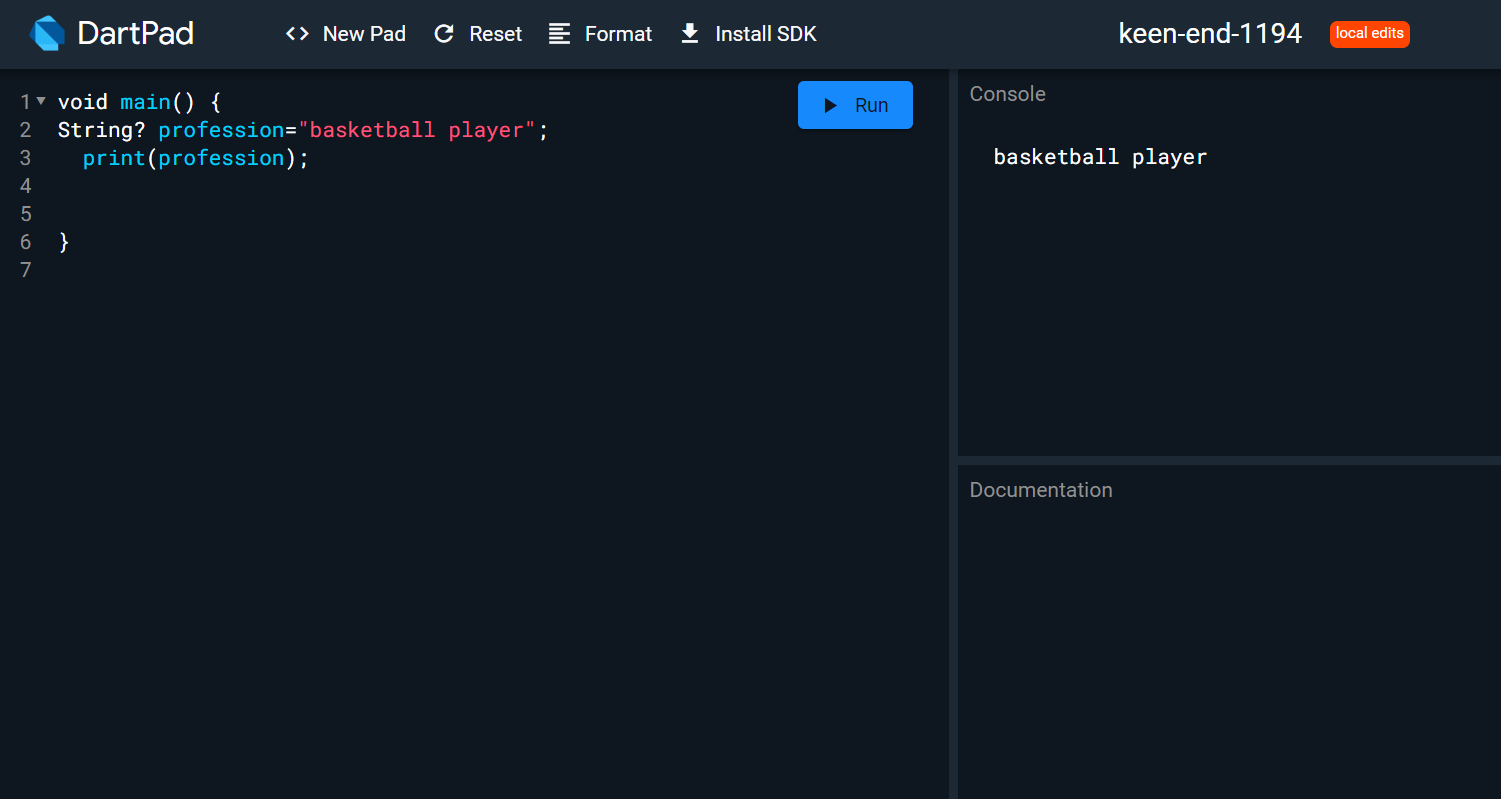 DartPad <> New Pad Reset Format Install SDK keen-end-1194 local edits
1 void main() {
2 String? profession="basketball player";
3 print(profession);
4
5
6 }
7
Run
Console
basketball player
Documentation